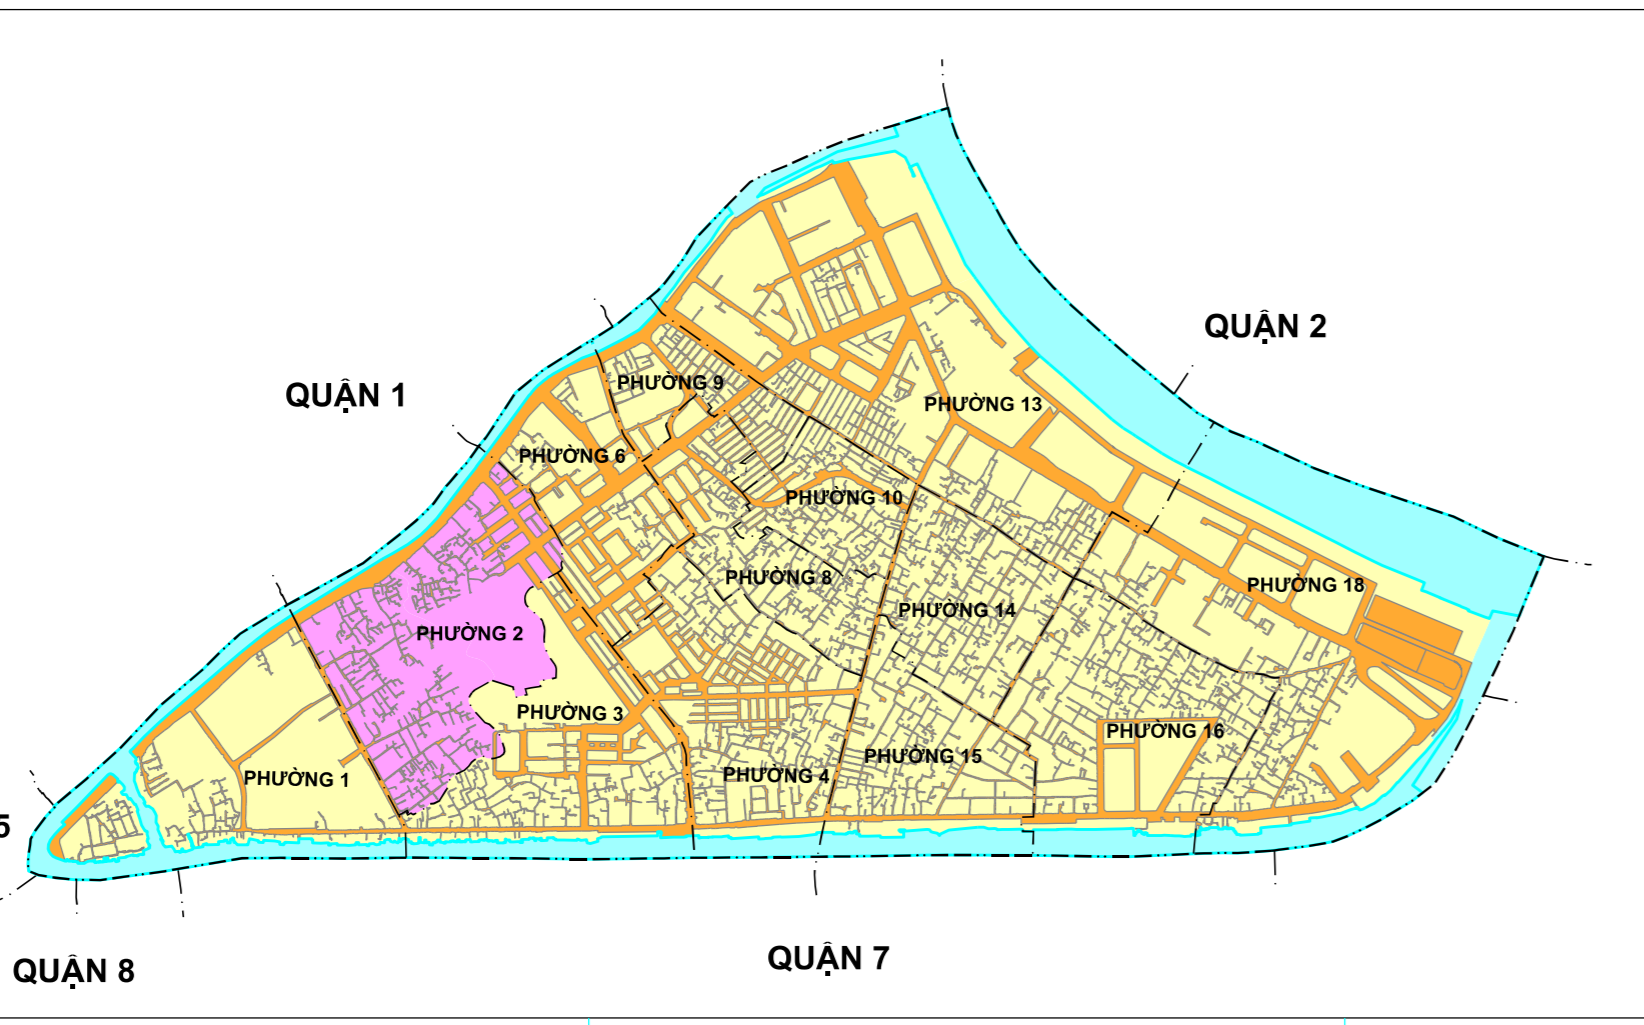 QUẬN 2
QUẬN 1
PHƯỜNG 9
PHƯỜNG 13
PHƯỜNG 6
PHƯỜNG 10
PHƯỜNG 8
PHƯỜNG 18
PHƯỜNG 14
PHƯỜNG 2
PHƯỜNG 3
PHƯỜNG 16
PHƯỜNG 15
PHƯỜNG 4
PHƯỜNG 1
5
QUẬN 7
QUẬN 8